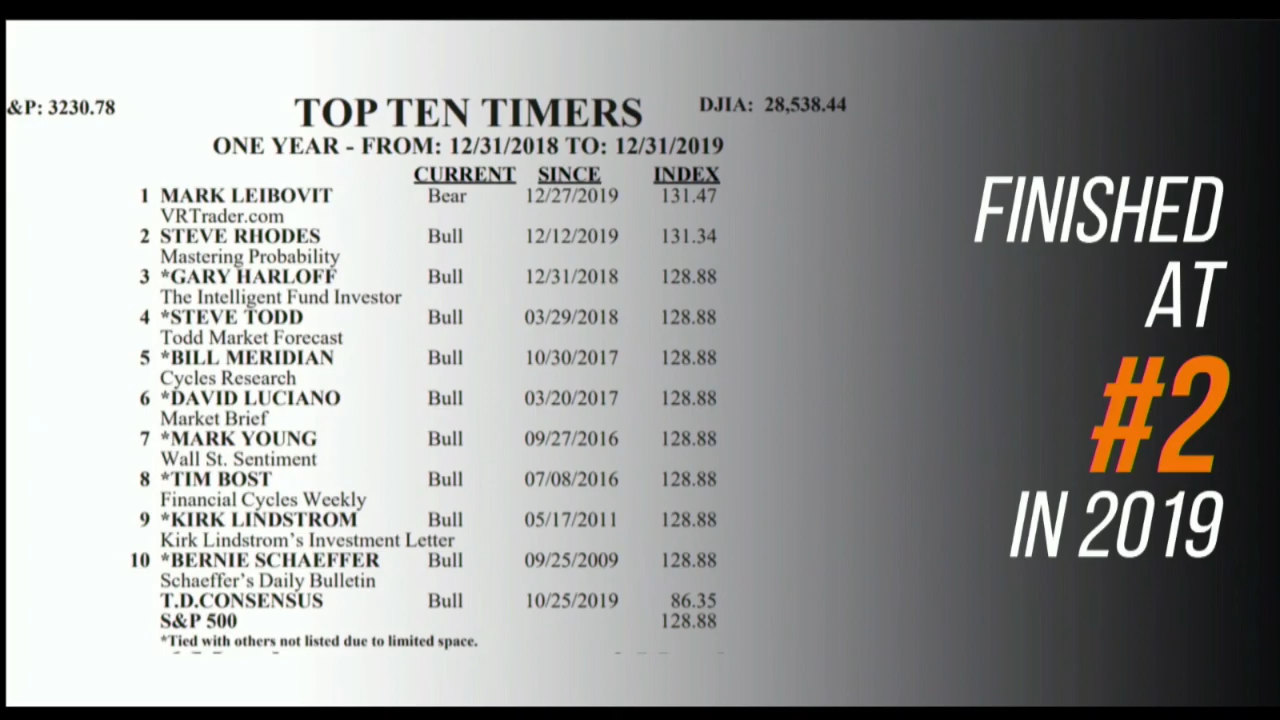 &P: 3230.78
TOP TEN TIMERS
DJIA: 28,538.44
ONE YEAR - FROM: 12/31/2018 TO: 12/31/2019
CURRENT SINCE INDEX
1 MARK LEIBOVIT Bear 12/27/2019 131.47
VRTrader.com
2 STEVE RHODES Bull 12/12/2019 131.34
Mastering Probability
3 *GARY HARLOFF Bull 12/31/2018 128.88
The Intelligent Fund Investor
4 *STEVE TODD Bull 03/29/2018 128.88
Todd Market Forecast
5 *BILL MERIDIAN Bull 10/30/2017 128.88
Cycles Research
6 *DAVID LUCIANO Bull 03/20/2017 128.88
Market Brief
7 *MARK YOUNG Bull 09/27/2016 128.88
Wall St. Sentiment
8 *TIM BOST Bull 07/08/2016 128.88
Financial Cycles Weekly
9 *KIRK LINDSTROM Bull 05/17/2011 128.88
Kirk Lindstrom's Investment Letter
10 *BERNIE SCHAEFFER Bull 09/25/2009 128.88
Schaeffer's Daily Bulletin
T.D.CONSENSUS Bull 10/25/2019 86.35
S&P 500 128.88
*Tied with others not listed due to limited space.
FINISHED
AT
#2
IN 2019